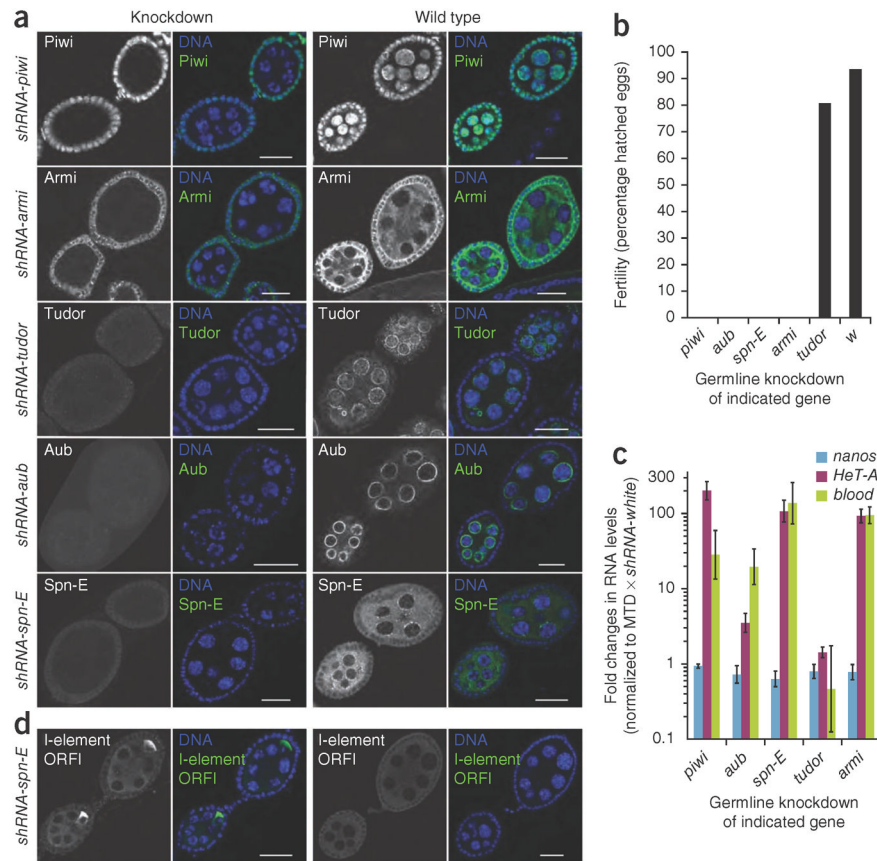 a
Knockdown
Wild type
shRNA-piwi
Piwi
DNA
Piwi
Piwi
DNA
Piwi
shRNA-armi
Armi
DNA
Armi
Armi
DNA
Armi
shRNA-tudor
Tudor
DNA
Tudor
Tudor
DNA
Tudor
shRNA-aub
Aub
DNA
Aub
Aub
DNA
Aub
shRNA-spn-E
Spn-E
DNA
Spn-E
Spn-E
DNA
Spn-E
d
shRNA-spn-E
I-element
ORFI
DNA
I-element
ORFI
I-element
ORFI
DNA
I-element
ORFI
b
Fertility (percentage hatched eggs)
100
90
80
70
60
50
40
30
20
10
0
piwi
aub
spn-E
armi
tudor
w
Germline knockdown
of indicated gene
c
nanos
HeT-A
blood
Fold changes in RNA levels
(normalized to MTD × shRNA-white)
300
100
10
1
0.1
piwi
aub
spn-E
tudor
armi
Germline knockdown
of indicated gene